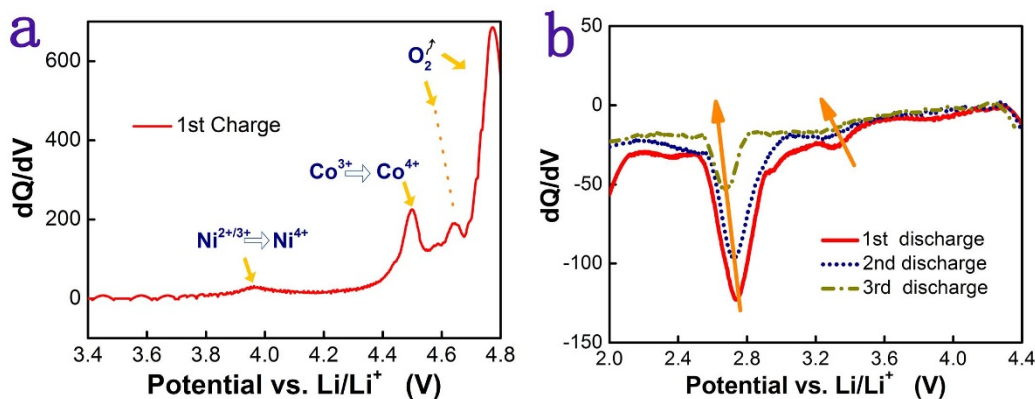 a
dQ/dV
600
400
200
0
3.4 3.6 3.8 4.0 4.2 4.4 4.6 4.8
Potential vs. Li/Li⁺ (V)
1st Charge
O₂
Co³⁺⇨Co⁴⁺
Ni²⁺/³⁺⇨Ni⁴⁺
b
dQ/dV
50
0
-50
-100
-150
2.0 2.4 2.8 3.2 3.6 4.0 4.4
Potential vs. Li/Li⁺ (V)
1st discharge
2nd discharge
3rd discharge